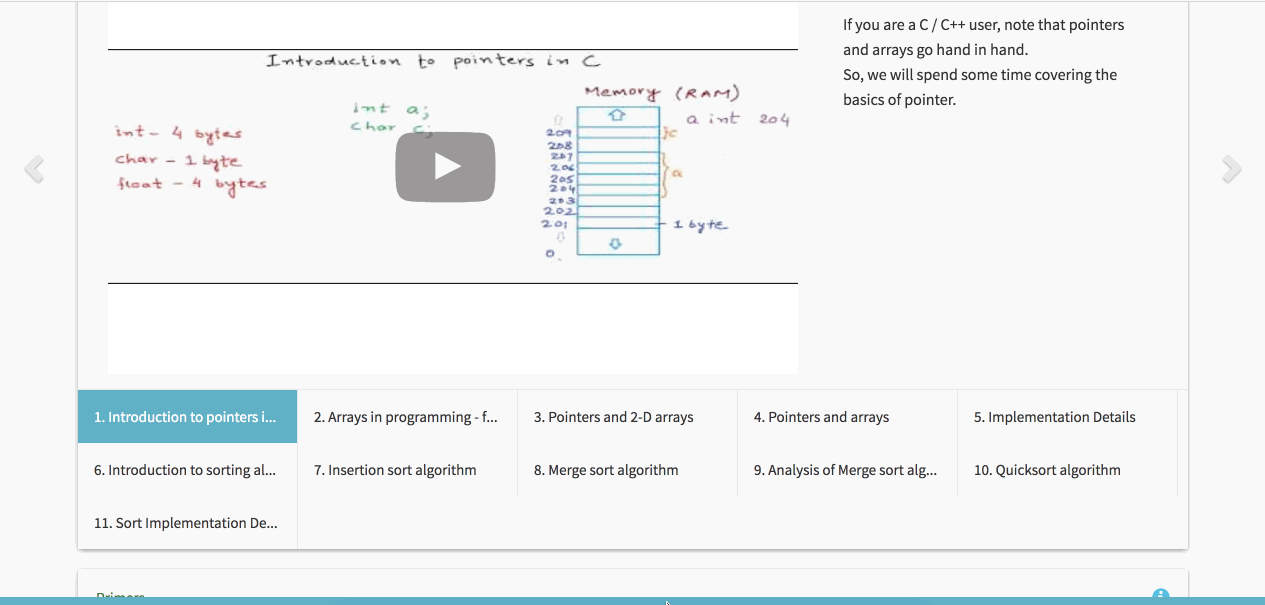 If you are a C / C++ user, note that pointers
and arrays go hand in hand.
So, we will spend some time covering the
basics of pointer.
Introduction to pointers in C
int a;
char c;
int - 4 bytes
char - 1 byte
float - 4 bytes
Memory (RAM)
a int 204
209
208
207
206
205
204
203
202
201
0
c
a
1 byte
1. Introduction to pointers i...
2. Arrays in programming - f...
3. Pointers and 2-D arrays
4. Pointers and arrays
5. Implementation Details
6. Introduction to sorting al...
7. Insertion sort algorithm
8. Merge sort algorithm
9. Analysis of Merge sort alg...
10. Quicksort algorithm
11. Sort Implementation De...
Primers